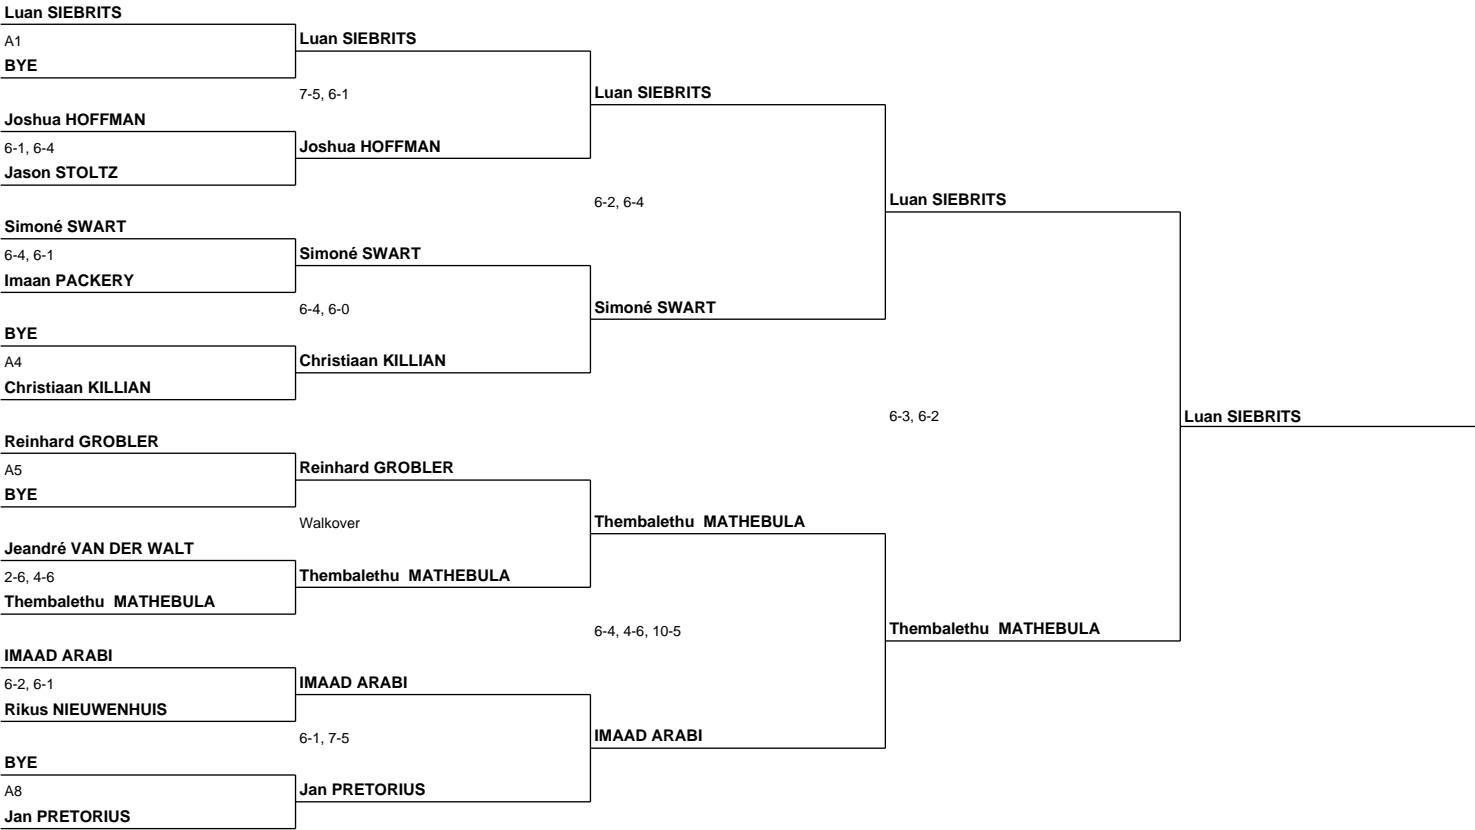 Luan SIEBRITS
A1
BYE
Luan SIEBRITS
7-5, 6-1
Luan SIEBRITS
Joshua HOFFMAN
6-1, 6-4
Jason STOLTZ
Joshua HOFFMAN
6-2, 6-4
Luan SIEBRITS
Simoné SWART
6-4, 6-1
Imaan PACKERY
Simoné SWART
6-4, 6-0
Simoné SWART
BYE
A4
Christiaan KILLIAN
Christiaan KILLIAN
6-3, 6-2
Luan SIEBRITS
Reinhard GROBLER
A5
BYE
Reinhard GROBLER
Walkover
Thembalethu  MATHEBULA
Jeandré VAN DER WALT
2-6, 4-6
Thembalethu  MATHEBULA
Thembalethu  MATHEBULA
6-4, 4-6, 10-5
Thembalethu  MATHEBULA
IMAAD ARABI
6-2, 6-1
Rikus NIEUWENHUIS
IMAAD ARABI
6-1, 7-5
IMAAD ARABI
BYE
A8
Jan PRETORIUS
Jan PRETORIUS